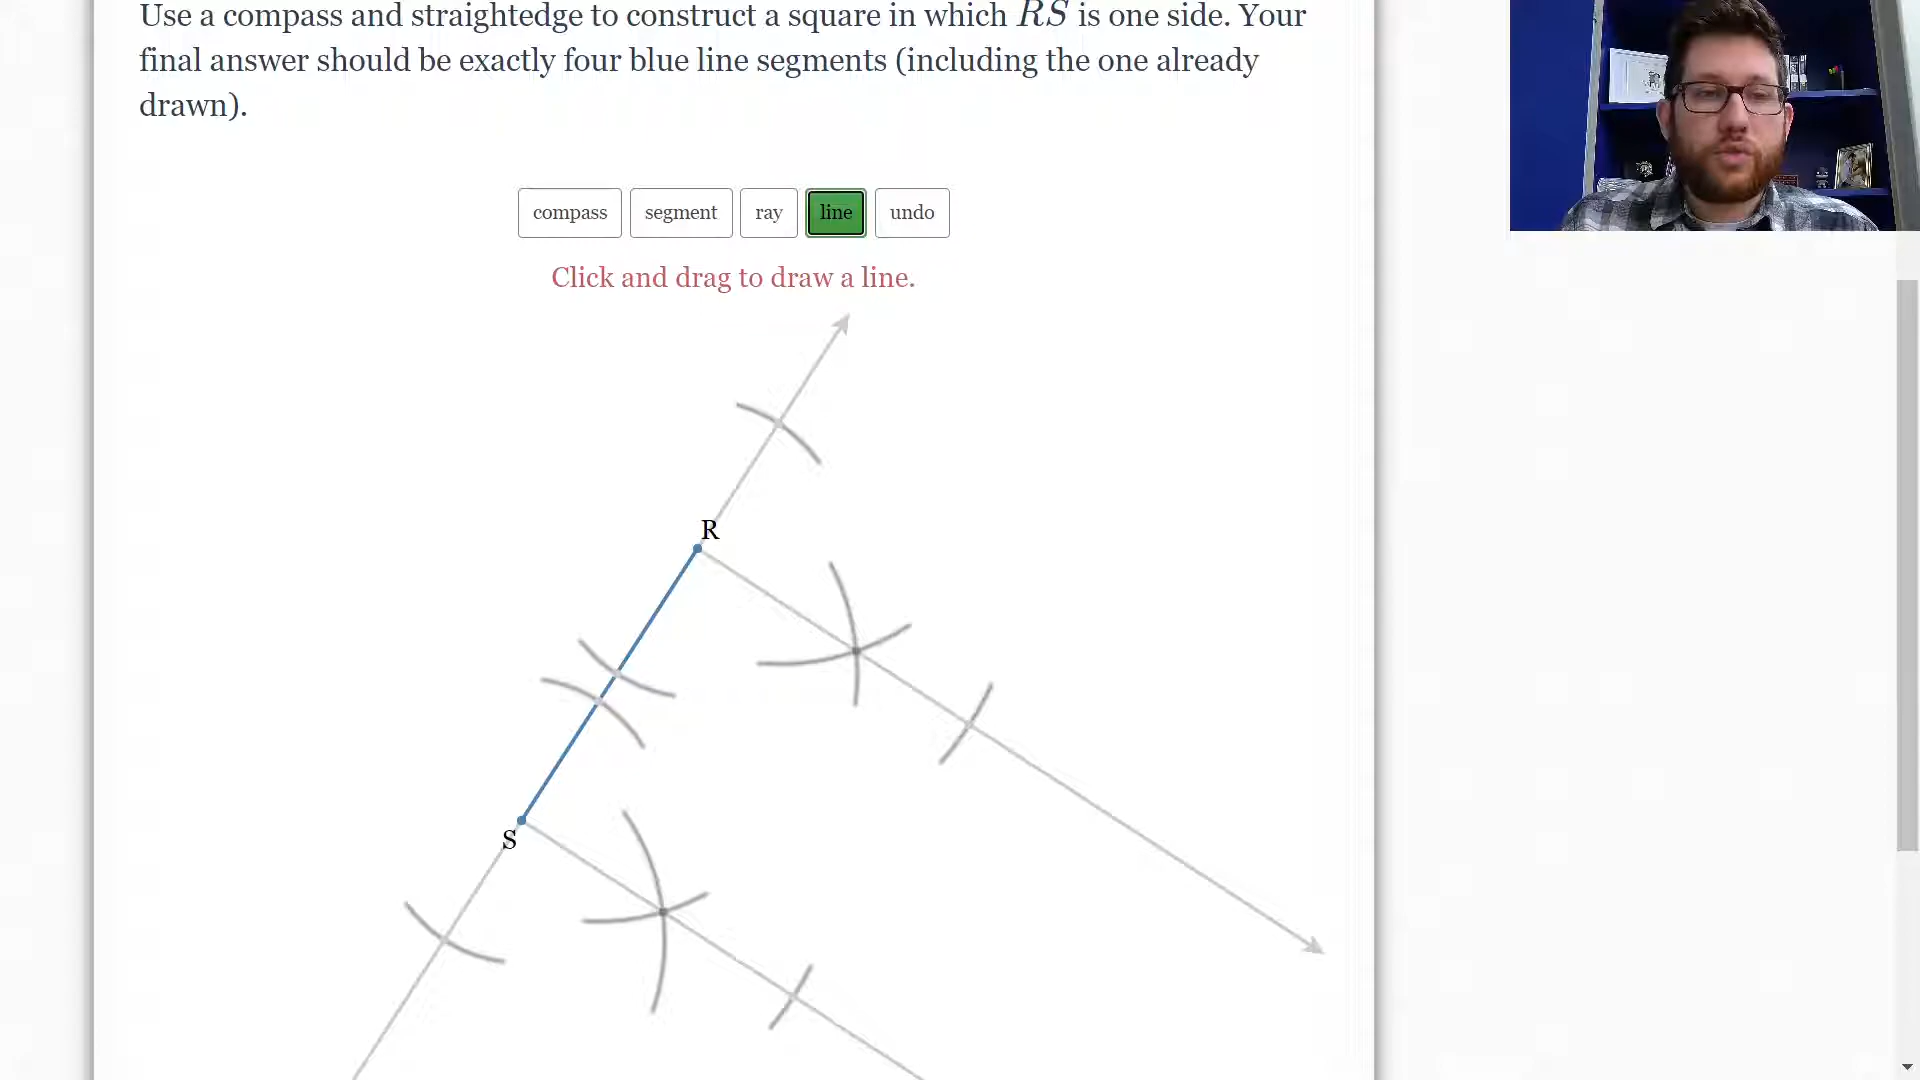 Use a compass and straightedge to construct a square in which RS is one side. Your
final answer should be exactly four blue line segments (including the one already
drawn).
compass segment ray line undo
Click and drag to draw a line.
R
S